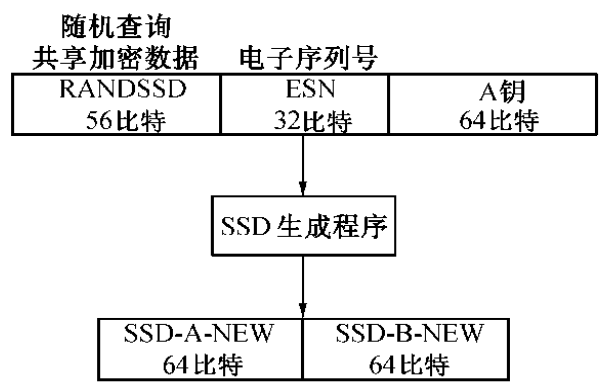 随机查询
共享加密数据 电子序列号
RANDSSD ESN A钥
56比特 32比特 64比特
SSD生成程序
SSD-A-NEW SSD-B-NEW
64比特 64比特